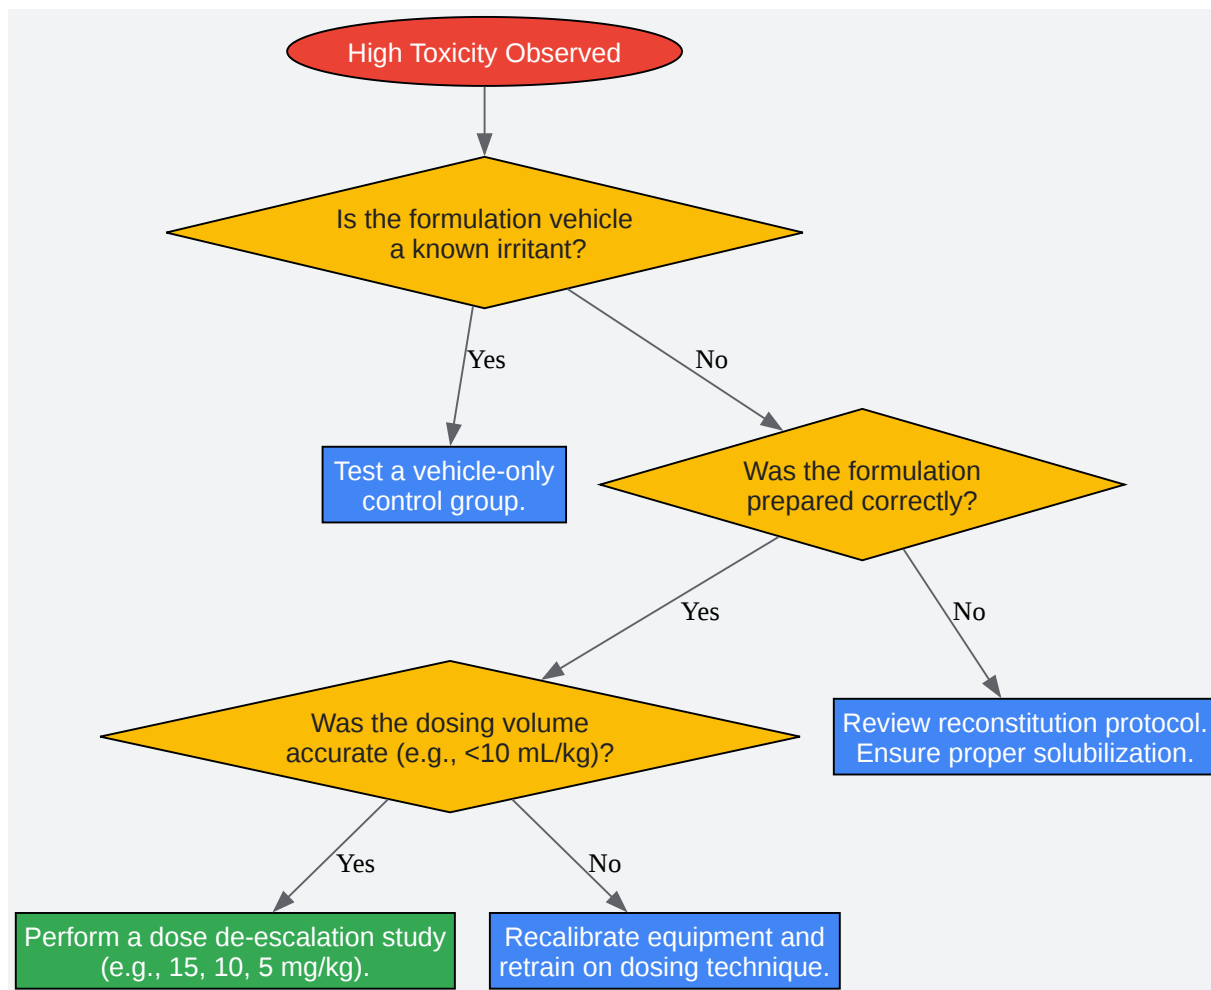 High Toxicity Observed
Is the formulation vehicle
a known irritant?
Yes
No
Test a vehicle-only
control group.
Was the formulation
prepared correctly?
Yes
No
Was the dosing volume
accurate (e.g., <10 mL/kg)?
Review reconstitution protocol.
Ensure proper solubilization.
Yes
No
Perform a dose de-escalation study
(e.g., 15, 10, 5 mg/kg).
Recalibrate equipment and
retrain on dosing technique.